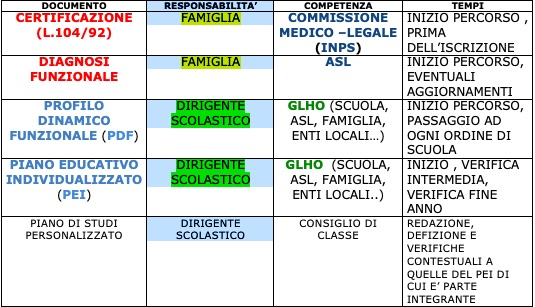 DOCUMENTO RESPONSABILITA' COMPETENZA TEMPI
CERTIFICAZIONE
(L.104/92)
FAMIGLIA
COMMISSIONE
MEDICO –LEGALE
(INPS)
INIZIO PERCORSO ,
PRIMA
DELL'ISCRIZIONE
DIAGNOSI
FUNZIONALE
FAMIGLIA
ASL
INIZIO PERCORSO,
EVENTUALI
AGGIORNAMENTI
PROFILO
DINAMICO
FUNZIONALE (PDF)
DIRIGENTE
SCOLASTICO
GLHO (SCUOLA,
ASL, FAMIGLIA,
ENTI LOCALI…)
INIZIO PERCORSO,
PASSAGGIO AD
OGNI ORDINE DI
SCUOLA
PIANO EDUCATIVO
INDIVIDUALIZZATO
(PEI)
DIRIGENTE
SCOLASTICO
GLHO (SCUOLA,
ASL, FAMIGLIA,
ENTI LOCALI..)
INIZIO , VERIFICA
INTERMEDIA,
VERIFICA FINE
ANNO
PIANO DI STUDI
PERSONALIZZATO
DIRIGENTE
SCOLASTICO
CONSIGLIO DI
CLASSE
REDAZIONE,
DEFIZIONE E
VERIFICHE
CONTESTUALI A
QUELLE DEL PEI DI
CUI E' PARTE
INTEGRANTE